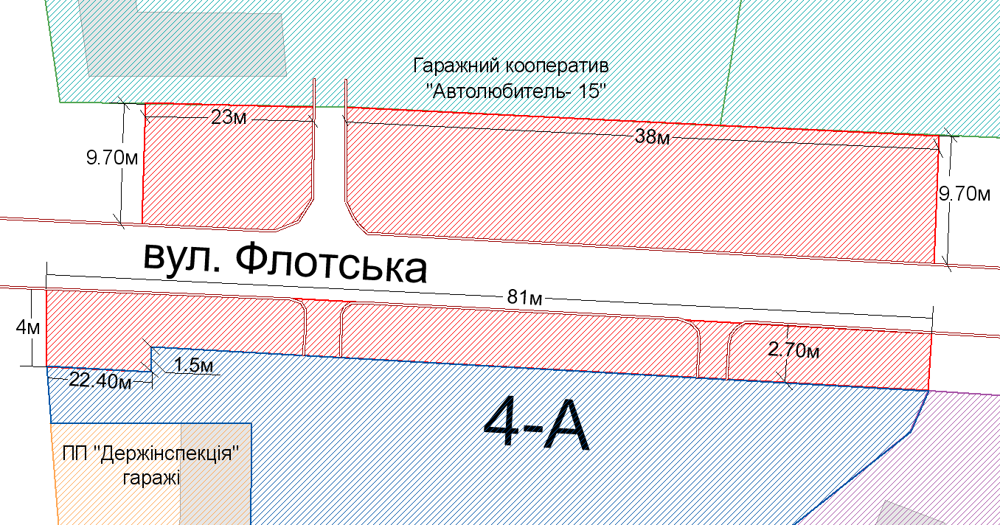 Гаражний кооператив
"Автолюбитель- 15"
23м
38м
9.70м
9.70м
вул. Флотська
81м
4м
2.70м
1.5м
22.40м
4-А
ПП "Держінспекція"
гаражі